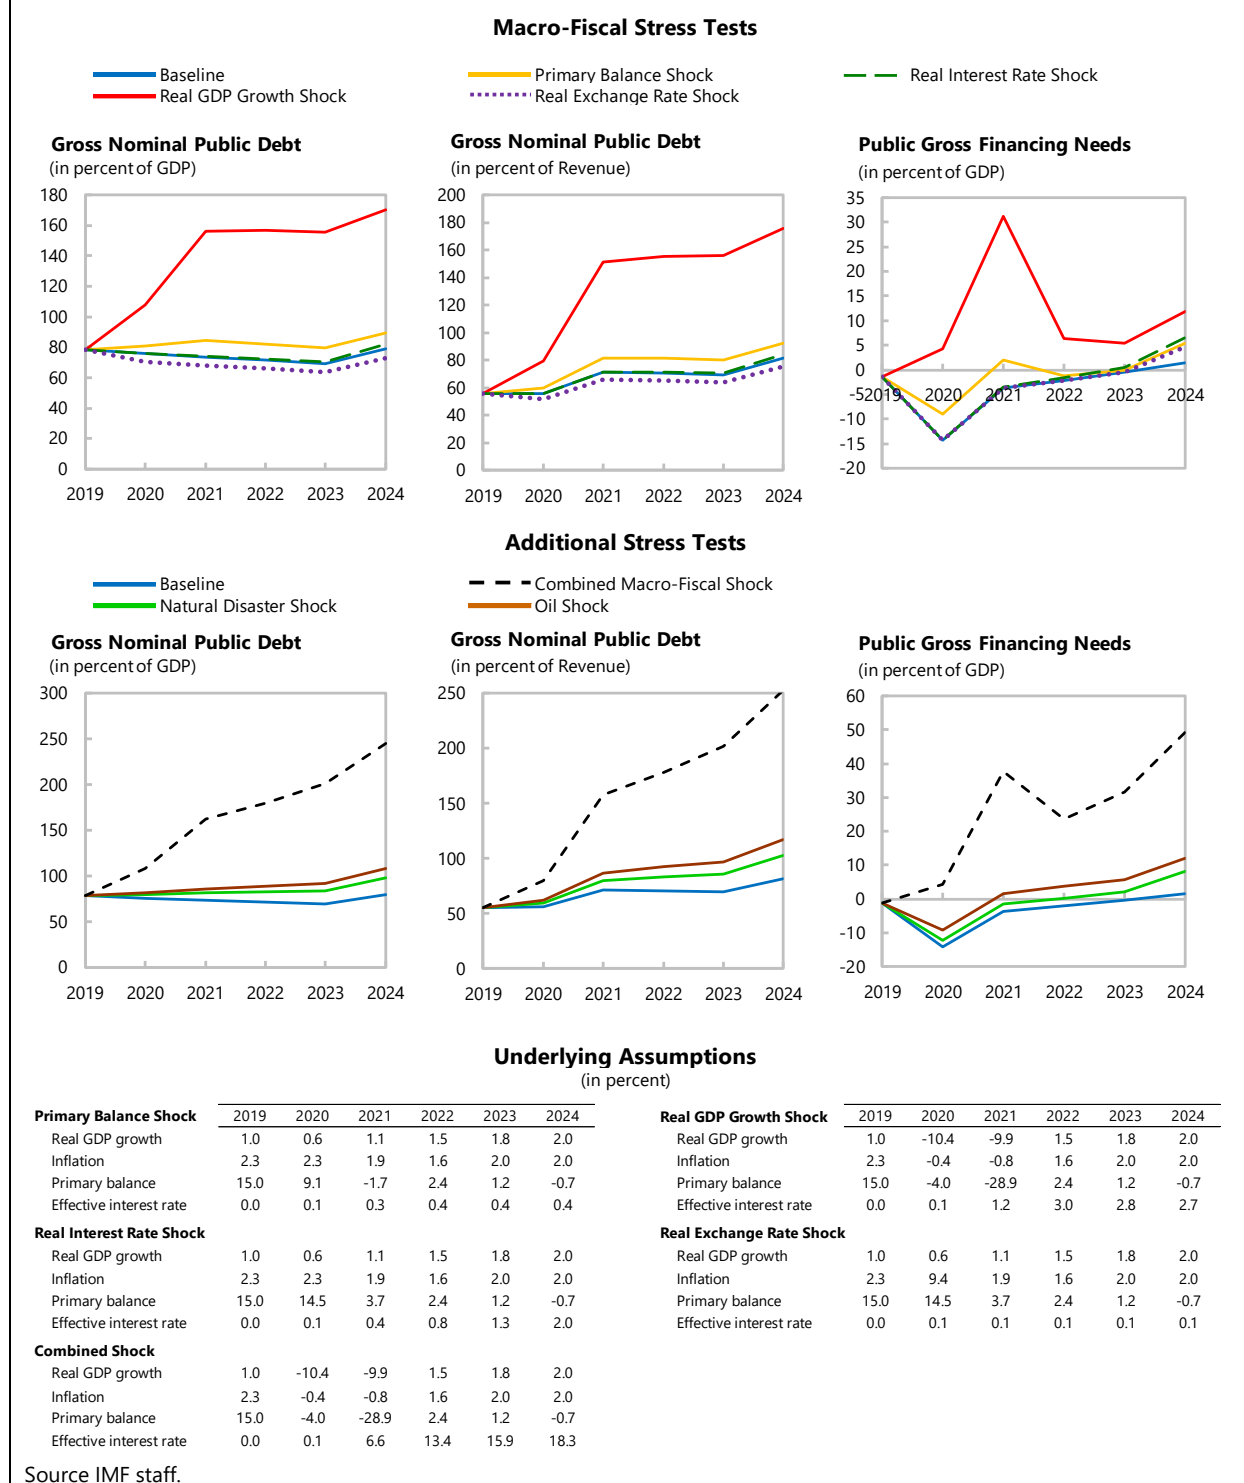 Macro-Fiscal Stress Tests
Baseline Primary Balance Shock Real Interest Rate Shock
Real GDP Growth Shock Real Exchange Rate Shock
Gross Nominal Public Debt
(in percent of GDP)
180
160
140
120
100
80
60
40
20
0
2019 2020 2021 2022 2023 2024
Gross Nominal Public Debt
(in percent of Revenue)
200
180
160
140
120
100
80
60
40
20
0
2019 2020 2021 2022 2023 2024
Public Gross Financing Needs
(in percent of GDP)
35
30
25
20
15
10
5
0
-5
-10
-15
-20
2019 2020 2021 2022 2023 2024
Additional Stress Tests
Baseline Combined Macro-Fiscal Shock
Natural Disaster Shock Oil Shock
Gross Nominal Public Debt
(in percent of GDP)
300
250
200
150
100
50
0
2019 2020 2021 2022 2023 2024
Gross Nominal Public Debt
(in percent of Revenue)
250
200
150
100
50
0
2019 2020 2021 2022 2023 2024
Public Gross Financing Needs
(in percent of GDP)
60
50
40
30
20
10
0
-10
-20
2019 2020 2021 2022 2023 2024
Underlying Assumptions
(in percent)
Primary Balance Shock 2019 2020 2021 2022 2023 2024
Real GDP growth 1.0 0.6 1.1 1.5 1.8 2.0
Inflation 2.3 2.3 1.9 1.6 2.0 2.0
Primary balance 15.0 9.1 -1.7 2.4 1.2 -0.7
Effective interest rate 0.0 0.1 0.3 0.4 0.4 0.4
Real Interest Rate Shock
Real GDP growth 1.0 0.6 1.1 1.5 1.8 2.0
Inflation 2.3 2.3 1.9 1.6 2.0 2.0
Primary balance 15.0 14.5 3.7 2.4 1.2 -0.7
Effective interest rate 0.0 0.1 0.4 0.8 1.3 2.0
Combined Shock
Real GDP growth 1.0 -10.4 -9.9 1.5 1.8 2.0
Inflation 2.3 -0.4 -0.8 1.6 2.0 2.0
Primary balance 15.0 -4.0 -28.9 2.4 1.2 -0.7
Effective interest rate 0.0 0.1 6.6 13.4 15.9 18.3
Real GDP Growth Shock 2019 2020 2021 2022 2023 2024
Real GDP growth 1.0 -10.4 -9.9 1.5 1.8 2.0
Inflation 2.3 -0.4 -0.8 1.6 2.0 2.0
Primary balance 15.0 -4.0 -28.9 2.4 1.2 -0.7
Effective interest rate 0.0 0.1 1.2 3.0 2.8 2.7
Real Exchange Rate Shock
Real GDP growth 1.0 0.6 1.1 1.5 1.8 2.0
Inflation 2.3 9.4 1.9 1.6 2.0 2.0
Primary balance 15.0 14.5 3.7 2.4 1.2 -0.7
Effective interest rate 0.0 0.1 0.1 0.1 0.1 0.1
Source IMF staff.